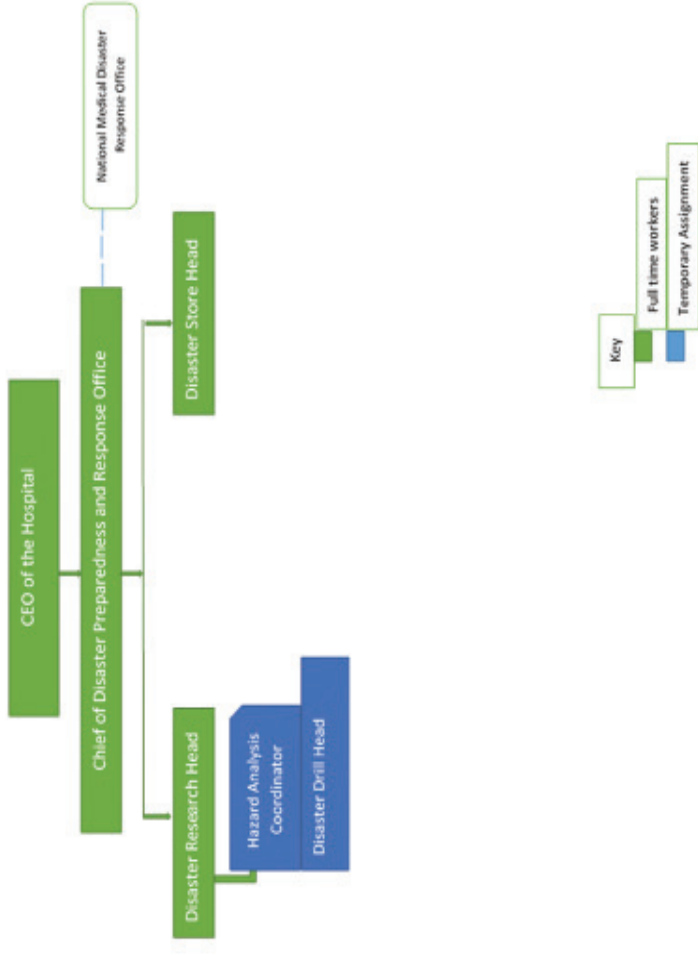 CEO of the Hospital
Chief of Disaster Preparedness and Response Office
National Medical Disaster
Response Office
Disaster Research Head
Disaster Store Head
Hazard Analysis
Coordinator
Disaster Drill Head
Key
Full time workers
Temporary Assignment